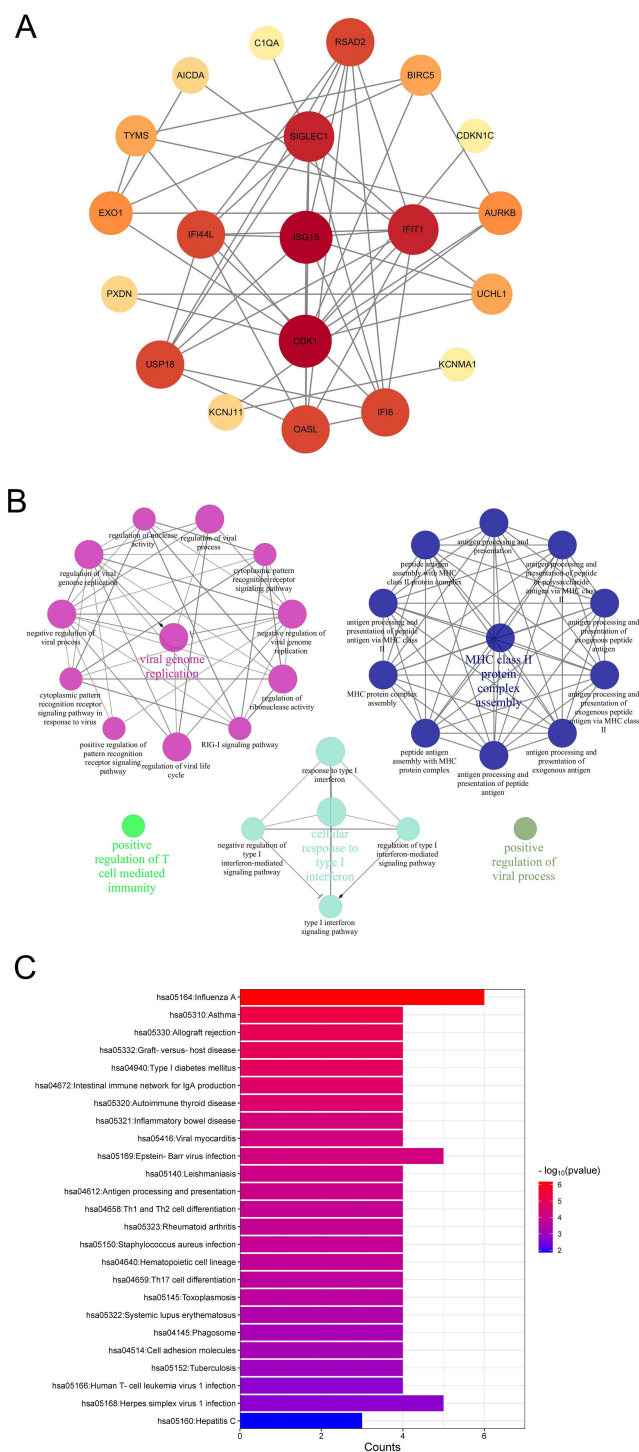 A
C1QA
RSAD2
AICDA
BIRC5
TYMS
SIGLEC1
CDKN1C
EXO1
IFI44L
ISG15
IFIT1
AURKB
PXDN
UCHL1
CDK1
USP18
KCNMA1
KCNJ11
OASL
IFI6
B
regulation of nuclease
activity
regulation of viral
process
regulation of viral
genome replication
cytoplasmic pattern
recognition receptor
signaling pathway
negative regulation of
viral process
viral genome
replication
negative regulation of viral
genome replication
cytoplasmic pattern
recognition receptor
signaling pathway in
response to virus
regulation of
ribonuclease activity
positive regulation of
pattern recognition
receptor signaling
pathway
regulation of viral life
cycle
RIG-I signaling pathway
antigen processing and
presentation
peptide antigen
assembly with MHC
class II protein complex
antigen processing and
presentation of peptide
or polysaccharide
antigen via MHC class
II
antigen processing and
presentation of peptide
antigen via MHC class
II
antigen processing and
presentation of
exogenous peptide
antigen
MHC class II
protein
complex
assembly
MHC protein complex
assembly
antigen processing and
presentation of
exogenous peptide
antigen via MHC class
II
peptide antigen
assembly with MHC
protein complex
antigen processing and
presentation of peptide
antigen
antigen processing and
presentation of
exogenous antigen
response to type I
interferon
cellular
response to
type I
interferon
negative regulation of
type I
interferon-mediated
signaling pathway
regulation of type I
interferon-mediated
signaling pathway
type I interferon
signaling pathway
positive
regulation of T
cell mediated
immunity
positive
regulation of
viral process
C
hsa05164:Influenza A
hsa05310:Asthma
hsa05330:Allograft rejection
hsa05332:Graft- versus- host disease
hsa04940:Type I diabetes mellitus
hsa04672:Intestinal immune network for IgA production
hsa05320:Autoimmune thyroid disease
hsa05321:Inflammatory bowel disease
hsa05416:Viral myocarditis
hsa05169:Epstein- Barr virus infection
hsa05140:Leishmaniasis
hsa04612:Antigen processing and presentation
hsa04658:Th1 and Th2 cell differentiation
hsa05323:Rheumatoid arthritis
hsa05150:Staphylococcus aureus infection
hsa04640:Hematopoietic cell lineage
hsa04659:Th17 cell differentiation
hsa05145:Toxoplasmosis
hsa05322:Systemic lupus erythematosus
hsa04145:Phagosome
hsa04514:Cell adhesion molecules
hsa05152:Tuberculosis
hsa05166:Human T- cell leukemia virus 1 infection
hsa05168:Herpes simplex virus 1 infection
hsa05160:Hepatitis C
0 2 4 6
Counts
- log10(pvalue)
6
5
4
3
2